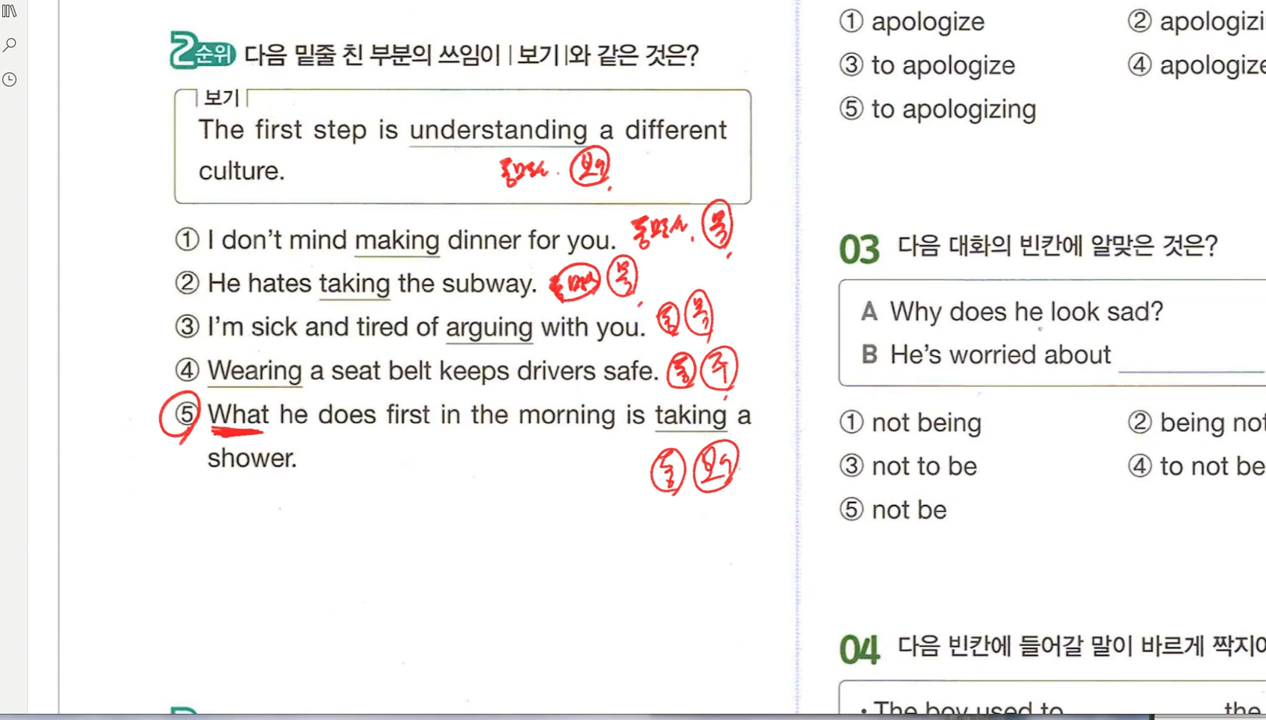 2순위 다음 밑줄 친 부분의 쓰임이 |보기|와 같은 것은?
보기
The first step is understanding a different
culture.
동명사. 보어
① I don't mind making dinner for you. 동명사. 목
② He hates taking the subway. 목
③ I'm sick and tired of arguing with you. 동 목
④ Wearing a seat belt keeps drivers safe. 동 주
⑤ What he does first in the morning is taking a
shower.
동 보어
① apologize ②
③ to apologize ④
⑤ to apologizing
03 다음 대화의 빈칸에 알맞은 것은?
A Why does he look sad?
B He's worried about
① not being ② being not
③ not to be ④ to not be
⑤ not be
04 다음 빈칸에 들어갈 말이 바르게
• The boy used to the